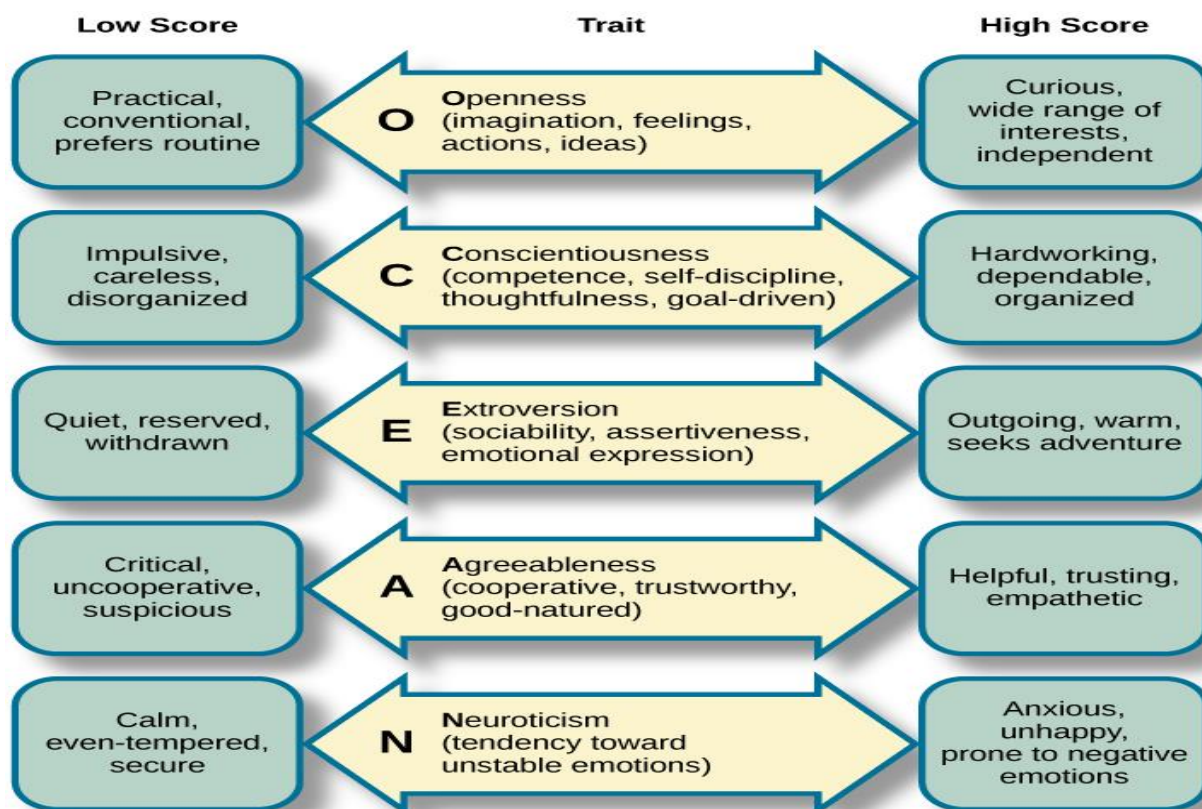 Low Score Trait High Score
Practical,
conventional,
prefers routine
O
Openness
(imagination, feelings,
actions, ideas)
Curious,
wide range of
interests,
independent
Impulsive,
careless,
disorganized
C
Conscientiousness
(competence, self-discipline,
thoughtfulness, goal-driven)
Hardworking,
dependable,
organized
Quiet, reserved,
withdrawn
E
Extroversion
(sociability, assertiveness,
emotional expression)
Outgoing, warm,
seeks adventure
Critical,
uncooperative,
suspicious
A
Agreeableness
(cooperative, trustworthy,
good-natured)
Helpful, trusting,
empathetic
Calm,
even-tempered,
secure
N
Neuroticism
(tendency toward
unstable emotions)
Anxious,
unhappy,
prone to negative
emotions